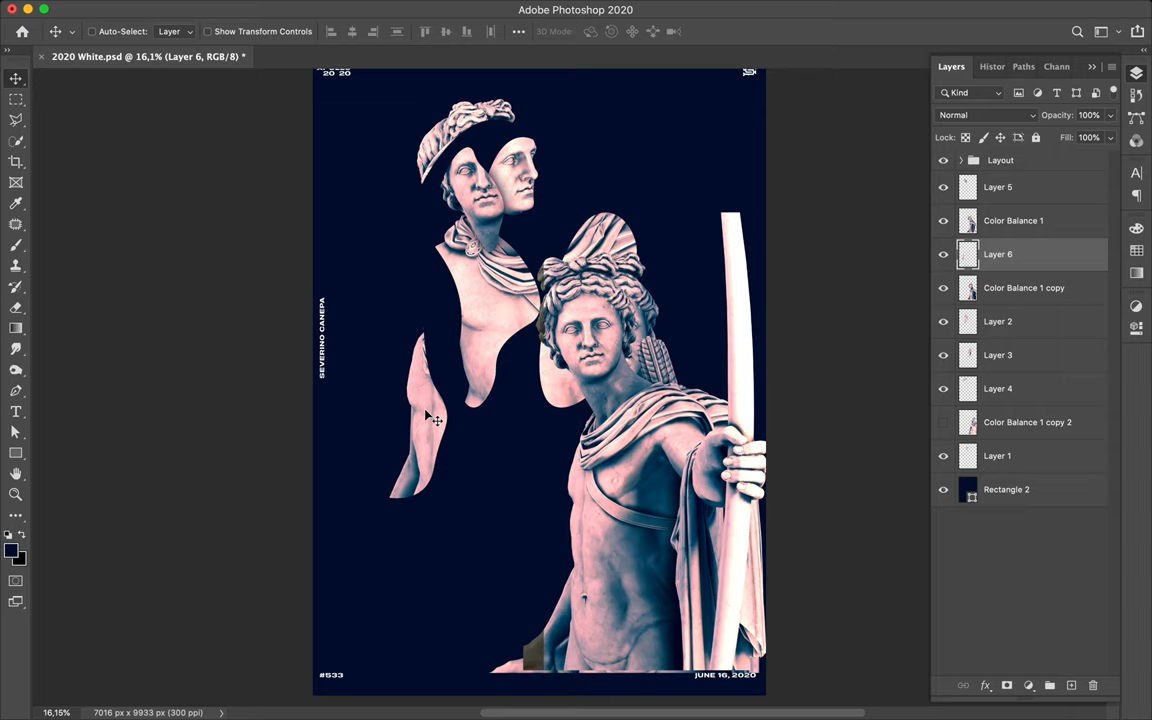 Adobe Photoshop 2020
Auto-Select: Layer Show Transform Controls 3D Mode:
2020 White.psd @ 16,1% (Layer 6, RGB/8) *
Layers Histor Paths Chann
Kind
Normal Opacity: 100%
Lock: Fill: 100%
Layout
Layer 5
Color Balance 1
Layer 6
Color Balance 1 copy
Layer 2
Layer 3
Layer 4
Color Balance 1 copy 2
Layer 1
Rectangle 2
20 20
SEVERINO CANEPA
#533
JUNE 16, 2020
16,15% 7016 px x 9933 px (300 ppi)